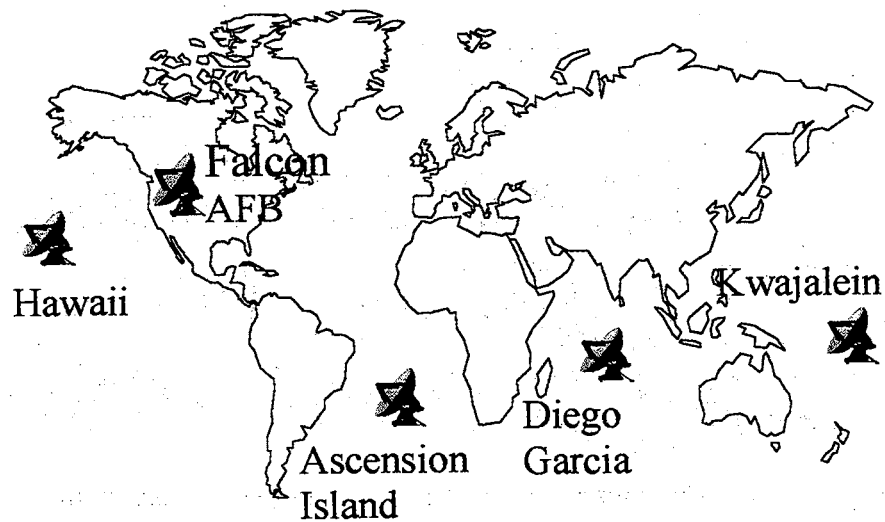 Falcon
AFB
Hawaii
Kwajalein
Diego
Garcia
Ascension
Island